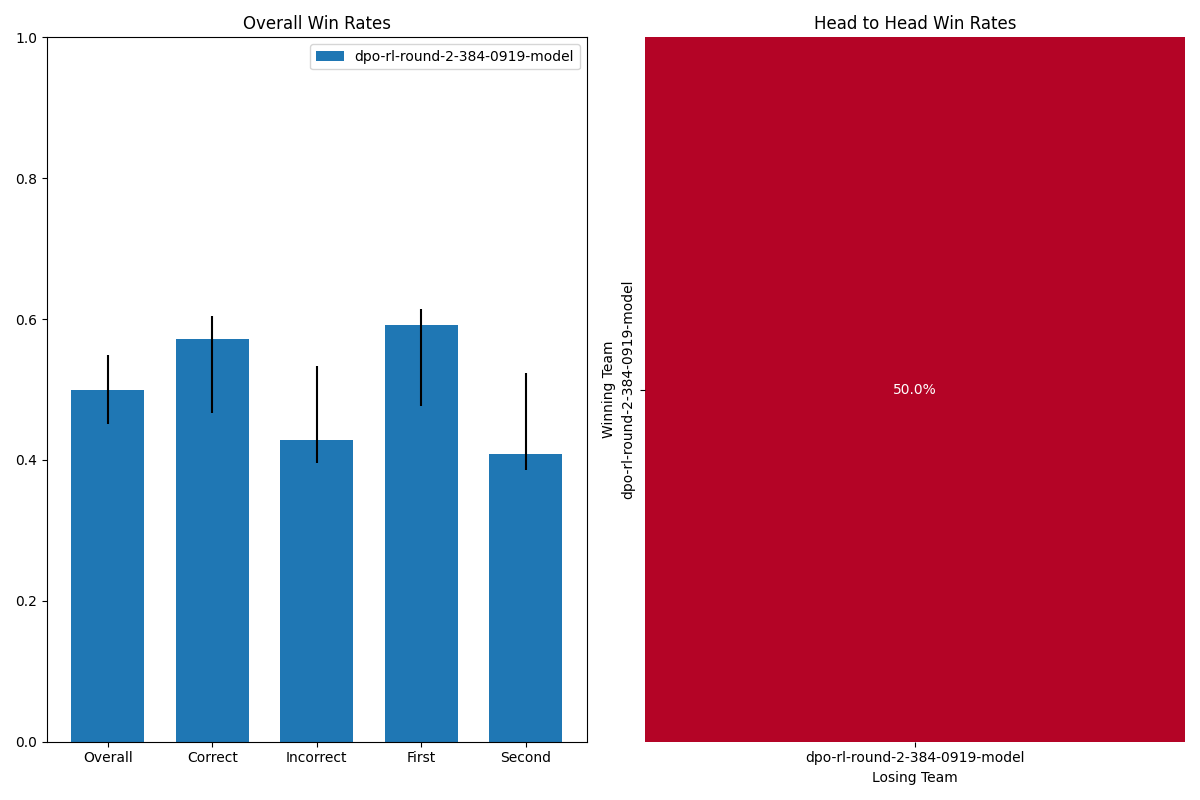 Overall Win Rates
dpo-rl-round-2-384-0919-model
1.0
0.8
0.6
0.4
0.2
0.0
Overall
Correct
Incorrect
First
Second
Head to Head Win Rates
Winning Team
dpo-rl-round-2-384-0919-model
50.0%
dpo-rl-round-2-384-0919-model
Losing Team